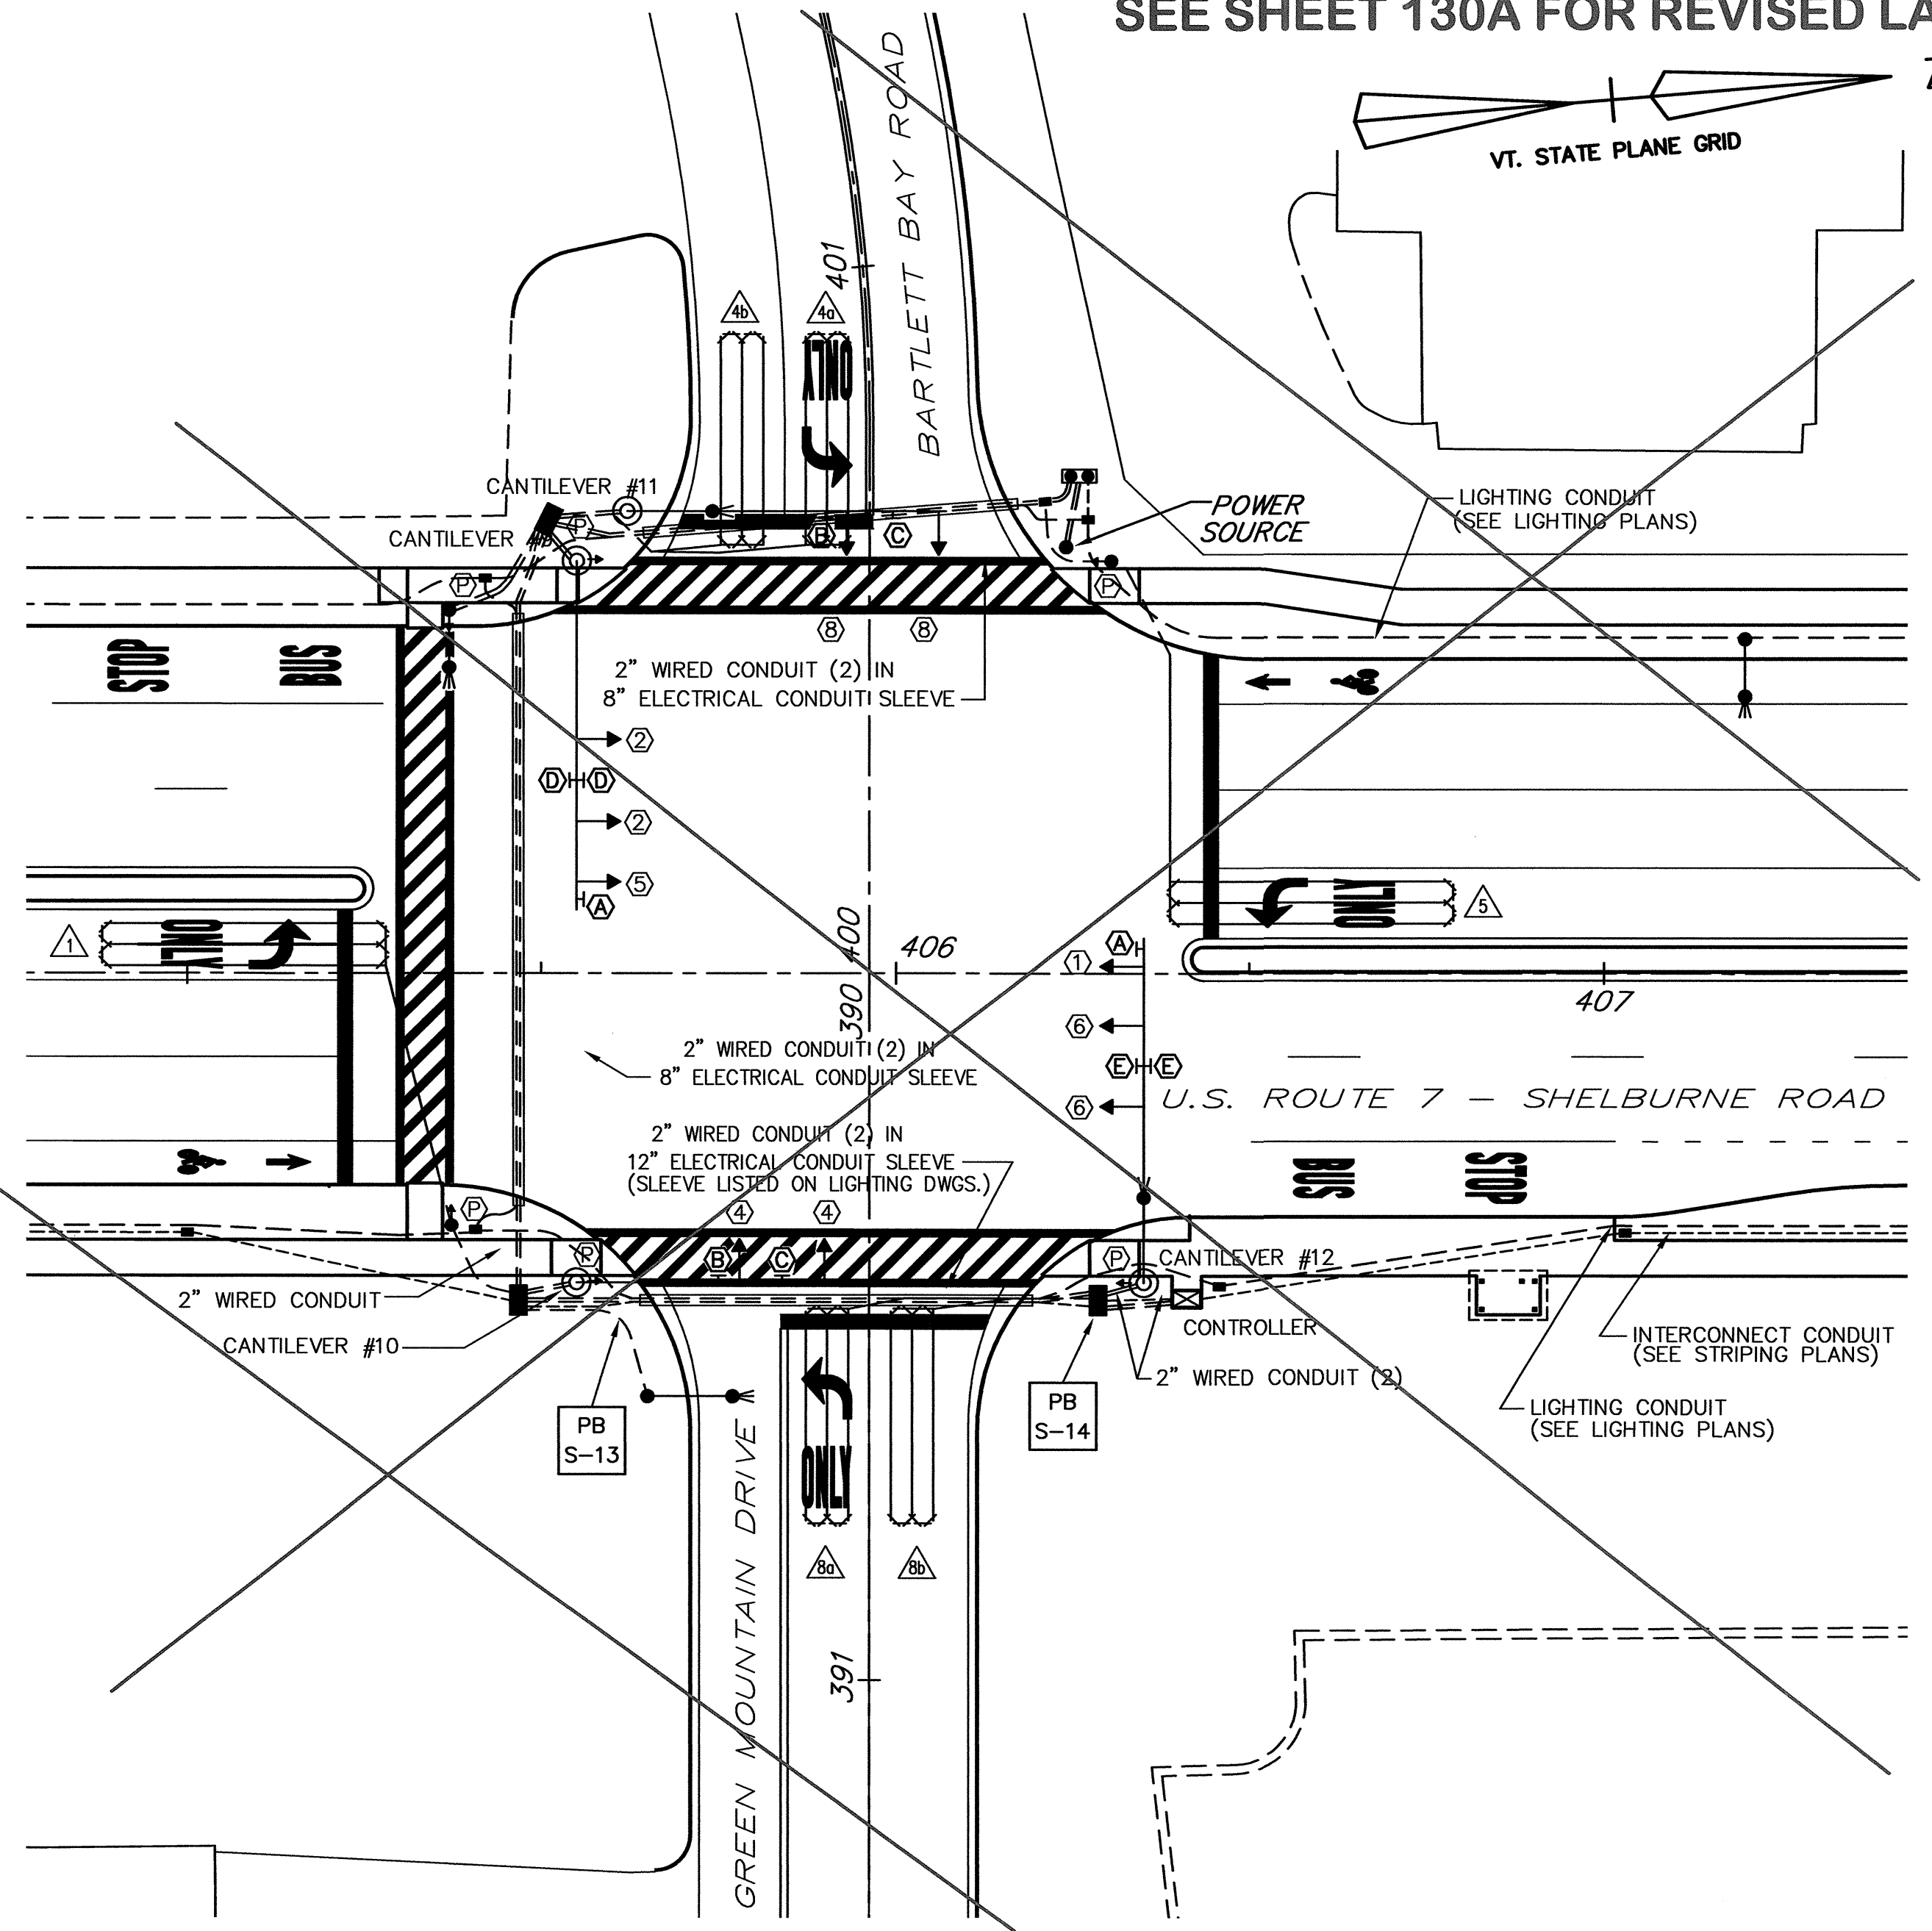 SEE SHEET 130A FOR REVISED LA
VT. STATE PLANE GRID
BARTLETT BAY ROAD
401
4b
4a
ONLY
CANTILEVER #11
CANTILEVER
P
POWER
SOURCE
LIGHTING CONDUIT
(SEE LIGHTING PLANS)
B
C
P
P
8
8
STOP
BUS
2" WIRED CONDUIT (2) IN
8" ELECTRICAL CONDUIT SLEEVE
2
D
D
2
5
A
ONLY
5
1
ONLY
400
406
A
1
390
407
6
2" WIRED CONDUIT (2) IN
8" ELECTRICAL CONDUIT SLEEVE
E
E
6
U.S. ROUTE 7 – SHELBURNE ROAD
2" WIRED CONDUIT (2) IN
12" ELECTRICAL CONDUIT SLEEVE
(SLEEVE LISTED ON LIGHTING DWGS.)
BUS
STOP
P
4
4
P
B
C
P
CANTILEVER #12
2" WIRED CONDUIT
CONTROLLER
CANTILEVER #10
INTERCONNECT CONDUIT
(SEE STRIPING PLANS)
2" WIRED CONDUIT (2)
LIGHTING CONDUIT
(SEE LIGHTING PLANS)
PB
S-13
PB
S-14
ONLY
8a
8b
GREEN MOUNTAIN DRIVE
391